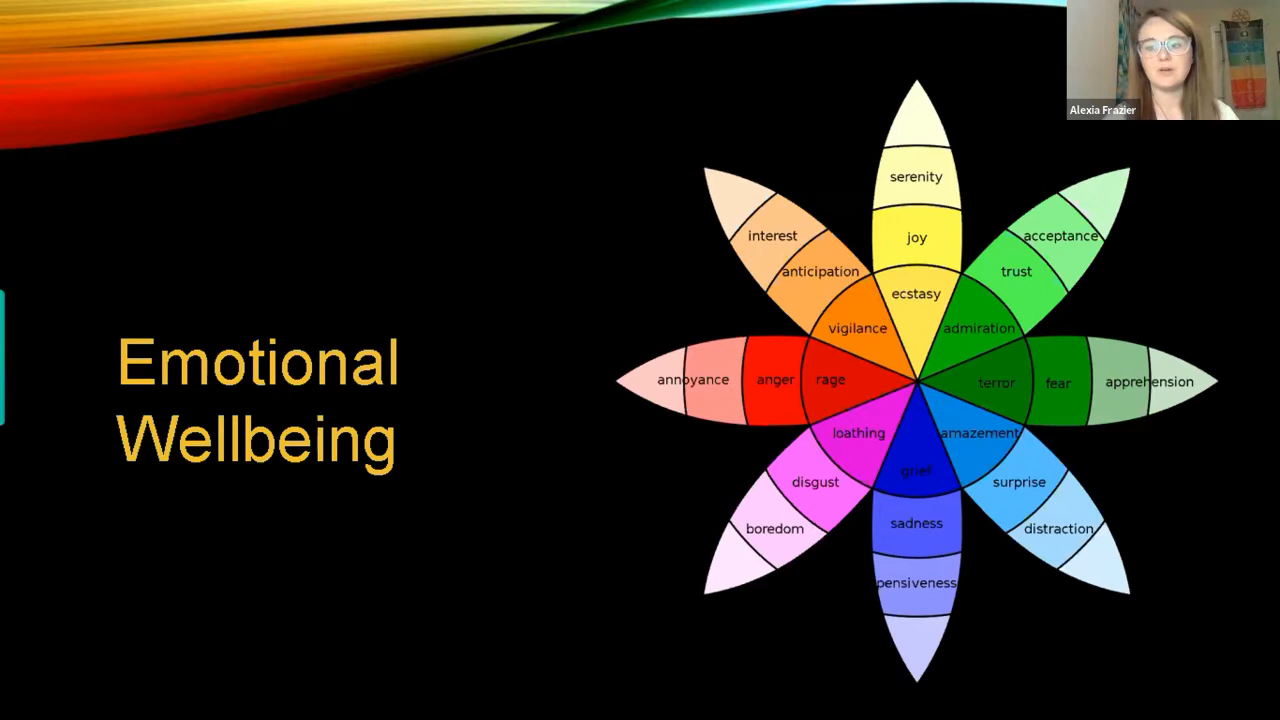 Alexia Frazier
Emotional
Wellbeing
serenity
joy
ecstasy
interest
anticipation
vigilance
acceptance
trust
admiration
annoyance
anger
rage
terror
fear
apprehension
loathing
disgust
boredom
grief
sadness
pensiveness
amazement
surprise
distraction